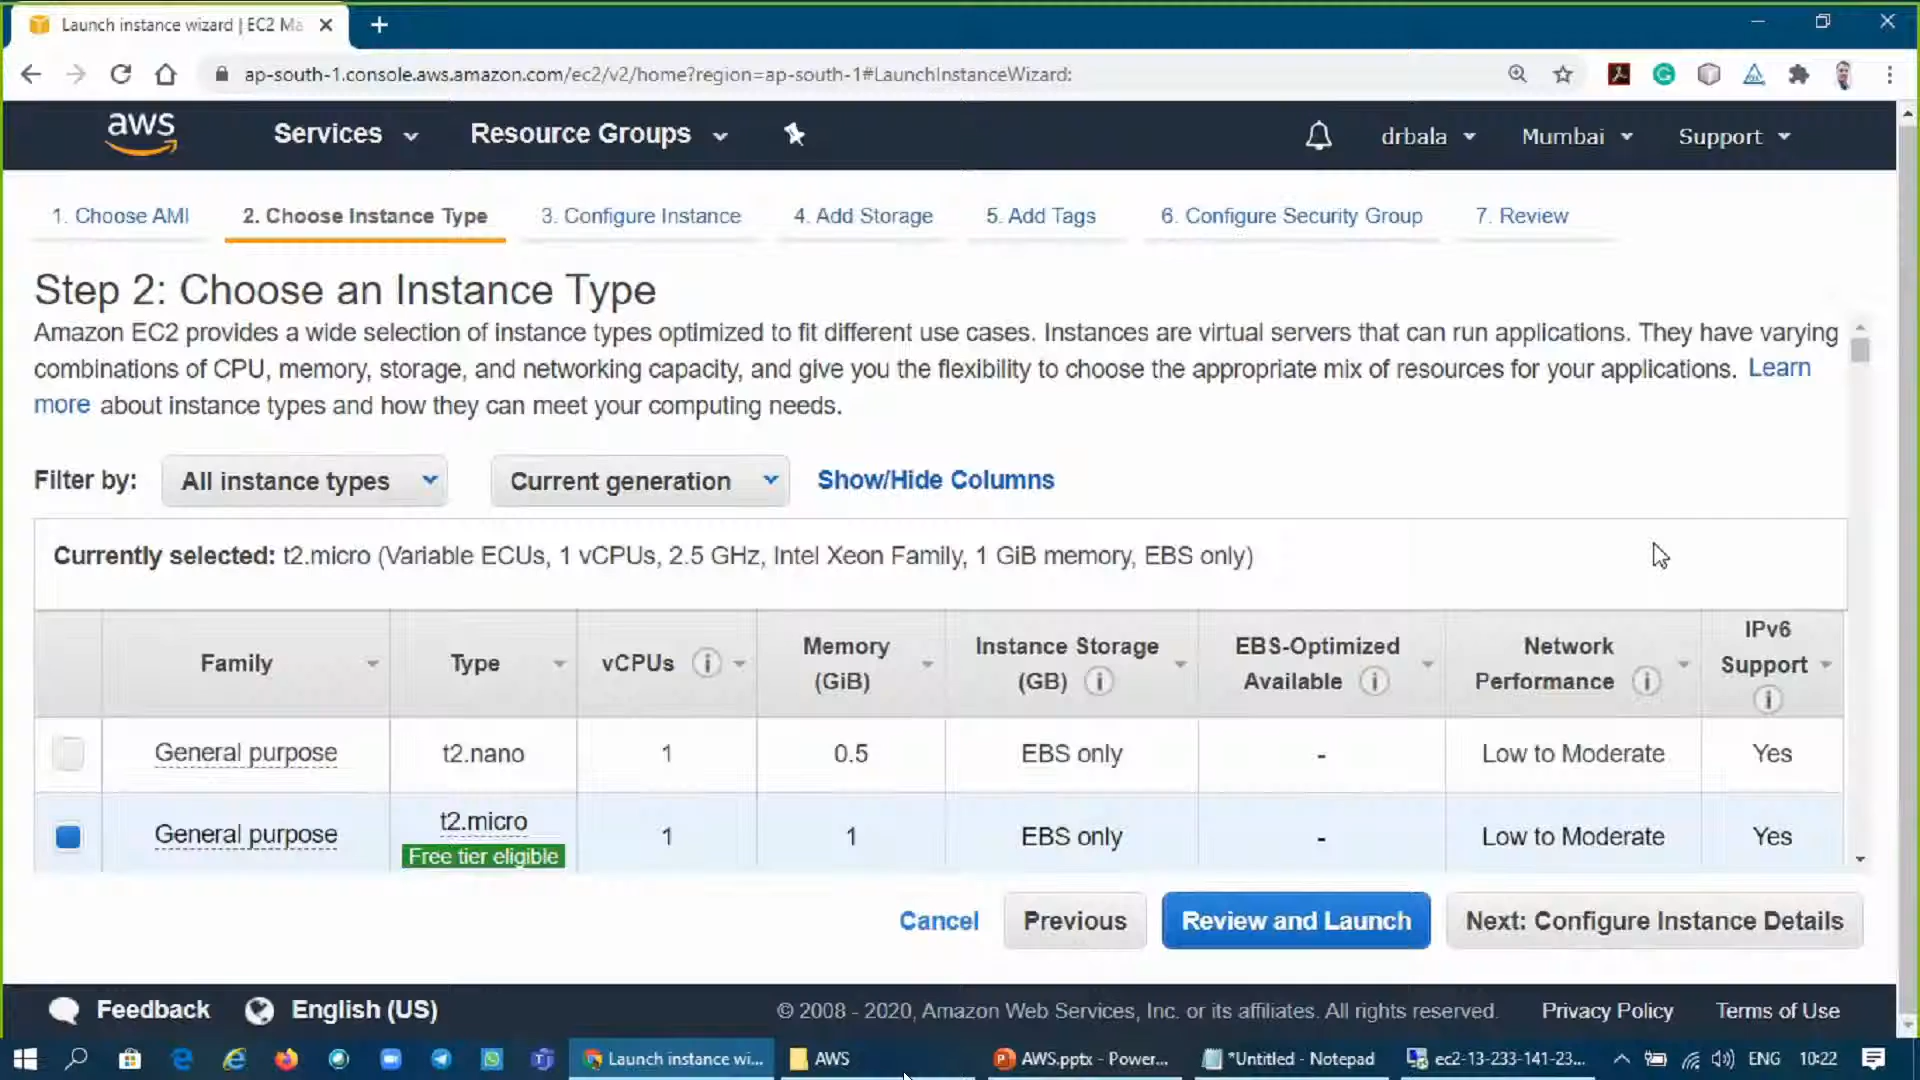 Launch instance wizard | EC2 Ma
ap-south-1.console.aws.amazon.com/ec2/v2/home?region=ap-south-1#LaunchInstanceWizard:
aws Services Resource Groups drbala Mumbai Support
1. Choose AMI 2. Choose Instance Type 3. Configure Instance 4. Add Storage 5. Add Tags 6. Configure Security Group 7. Review
Step 2: Choose an Instance Type
Amazon EC2 provides a wide selection of instance types optimized to fit different use cases. Instances are virtual servers that can run applications. They have varying
combinations of CPU, memory, storage, and networking capacity, and give you the flexibility to choose the appropriate mix of resources for your applications. Learn
more about instance types and how they can meet your computing needs.
Filter by: All instance types Current generation Show/Hide Columns
Currently selected: t2.micro (Variable ECUs, 1 vCPUs, 2.5 GHz, Intel Xeon Family, 1 GiB memory, EBS only)
Family Type vCPUs Memory (GiB) Instance Storage (GB) EBS-Optimized Available Network Performance IPv6 Support
General purpose t2.nano 1 0.5 EBS only - Low to Moderate Yes
General purpose t2.micro 1 1 EBS only - Low to Moderate Yes
Free tier eligible
Cancel Previous Review and Launch Next: Configure Instance Details
Feedback English (US) © 2008 - 2020, Amazon Web Services, Inc. or its affiliates. All rights reserved. Privacy Policy Terms of Use
Launch instance wi... AWS AWS.pptx - Power... *Untitled - Notepad ec2-13-233-141-23... ENG 10:22